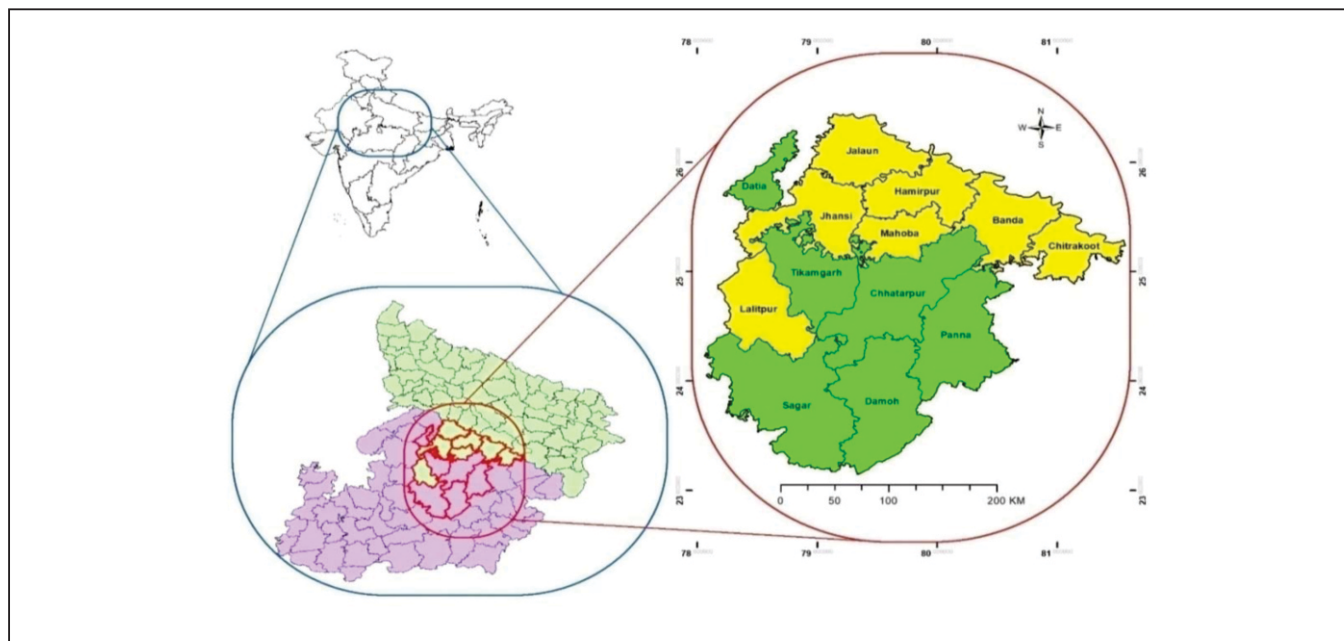 78
79
80
81
N
W E
S
26
26
Jalaun
Datia
Hamirpur
Jhansi
Banda
Mahoba
Chitrakoot
25
25
Tikamgarh
Chhatarpur
Lalitpur
Panna
24
24
Sagar
Damoh
23
23
0 50 75 100 200 KM
78
79
80
81